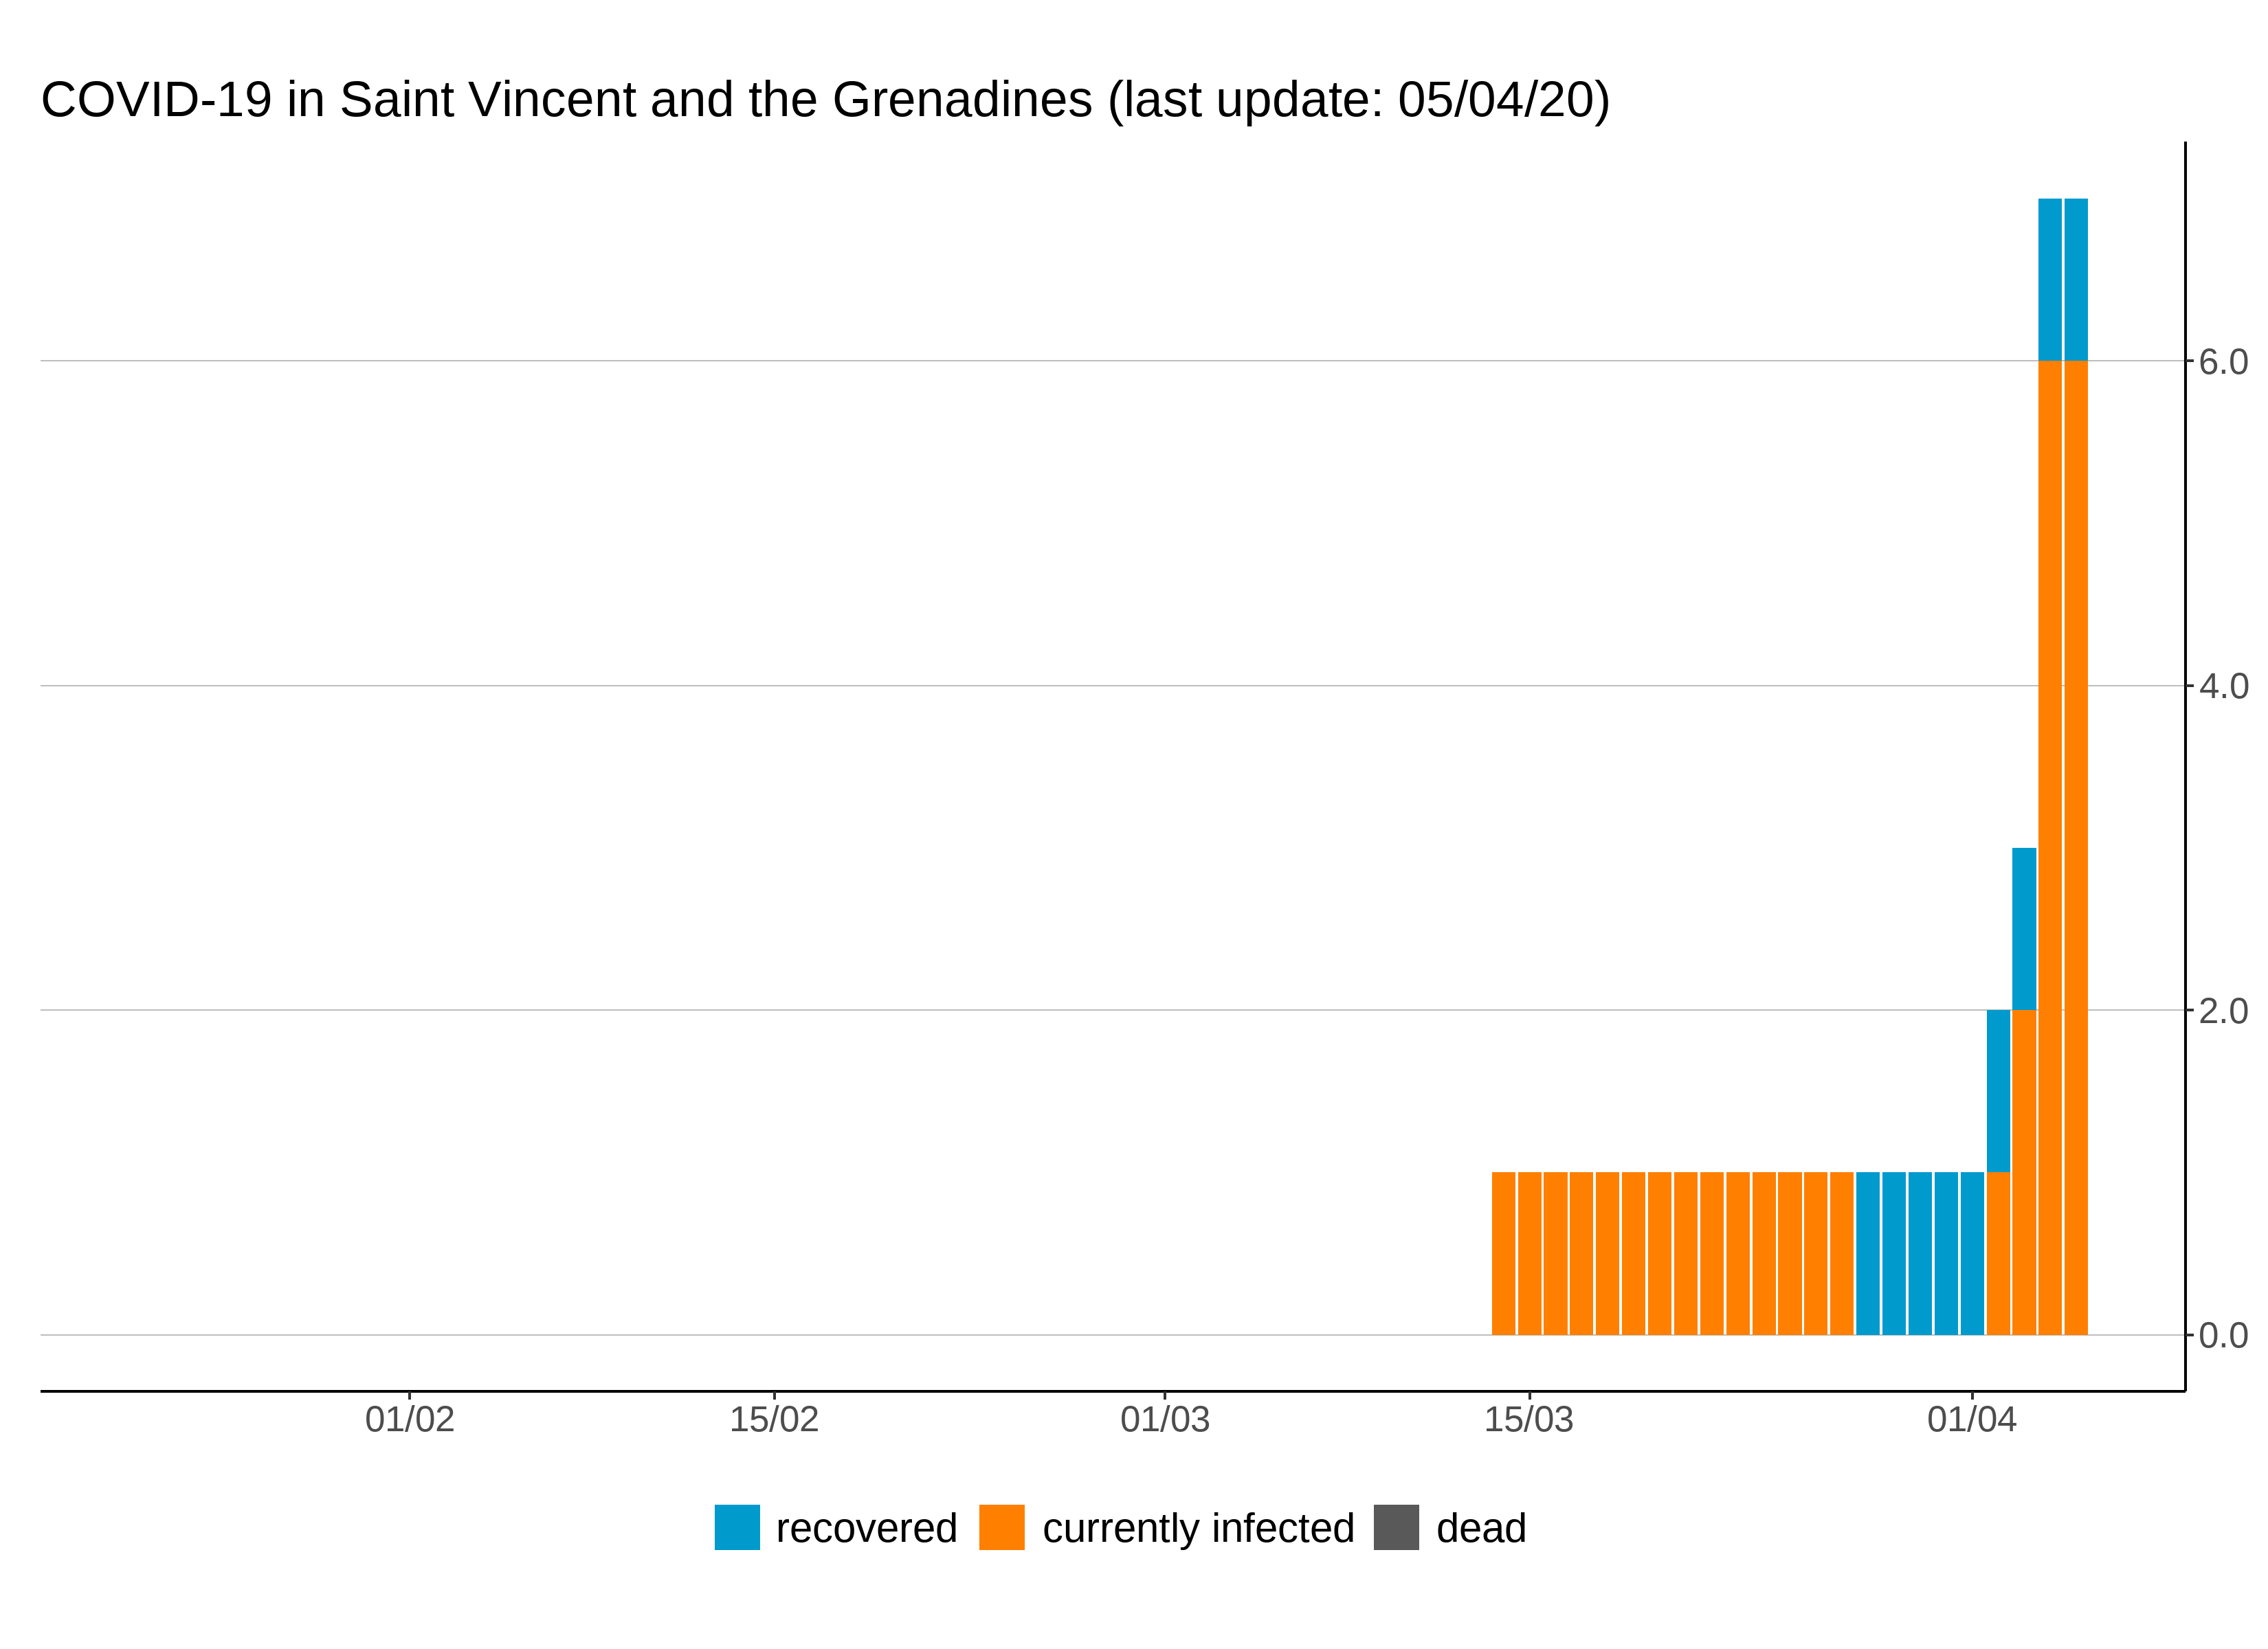 COVID-19 in Saint Vincent and the Grenadines (last update: 05/04/20)
6.0
4.0
2.0
0.0
01/02 15/02 01/03 15/03 01/04
recovered currently infected dead